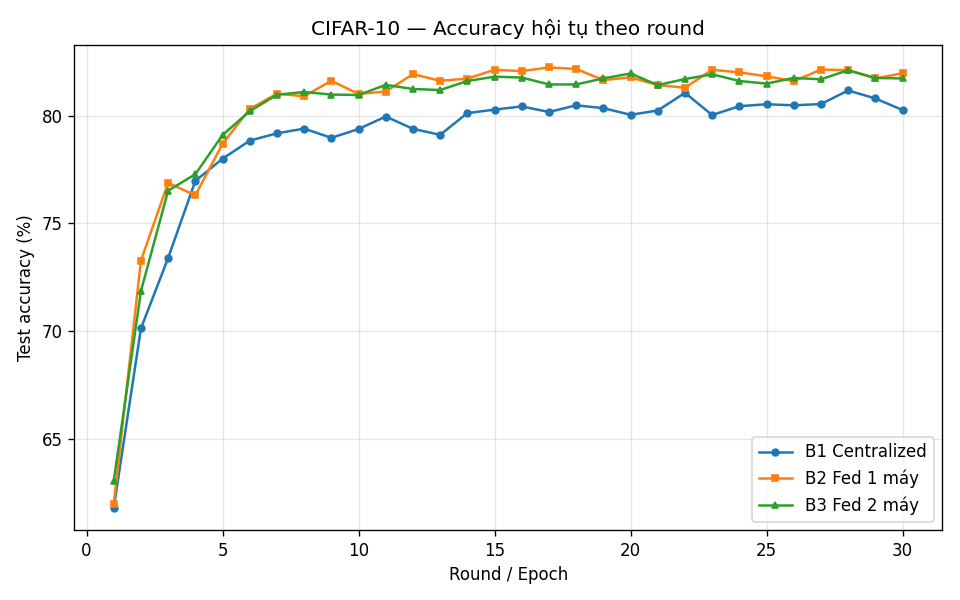 CIFAR-10 — Accuracy hội tụ theo round
Test accuracy (%)
80
75
70
65
0 5 10 15 20 25 30
Round / Epoch
B1 Centralized
B2 Fed 1 máy
B3 Fed 2 máy